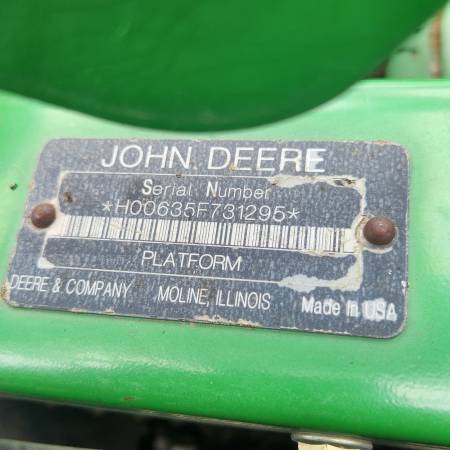 JOHN DEERE
Serial Number
*H00635F731295*
PLATFORM
DEERE & COMPANY MOLINE, ILLINOIS Made in USA